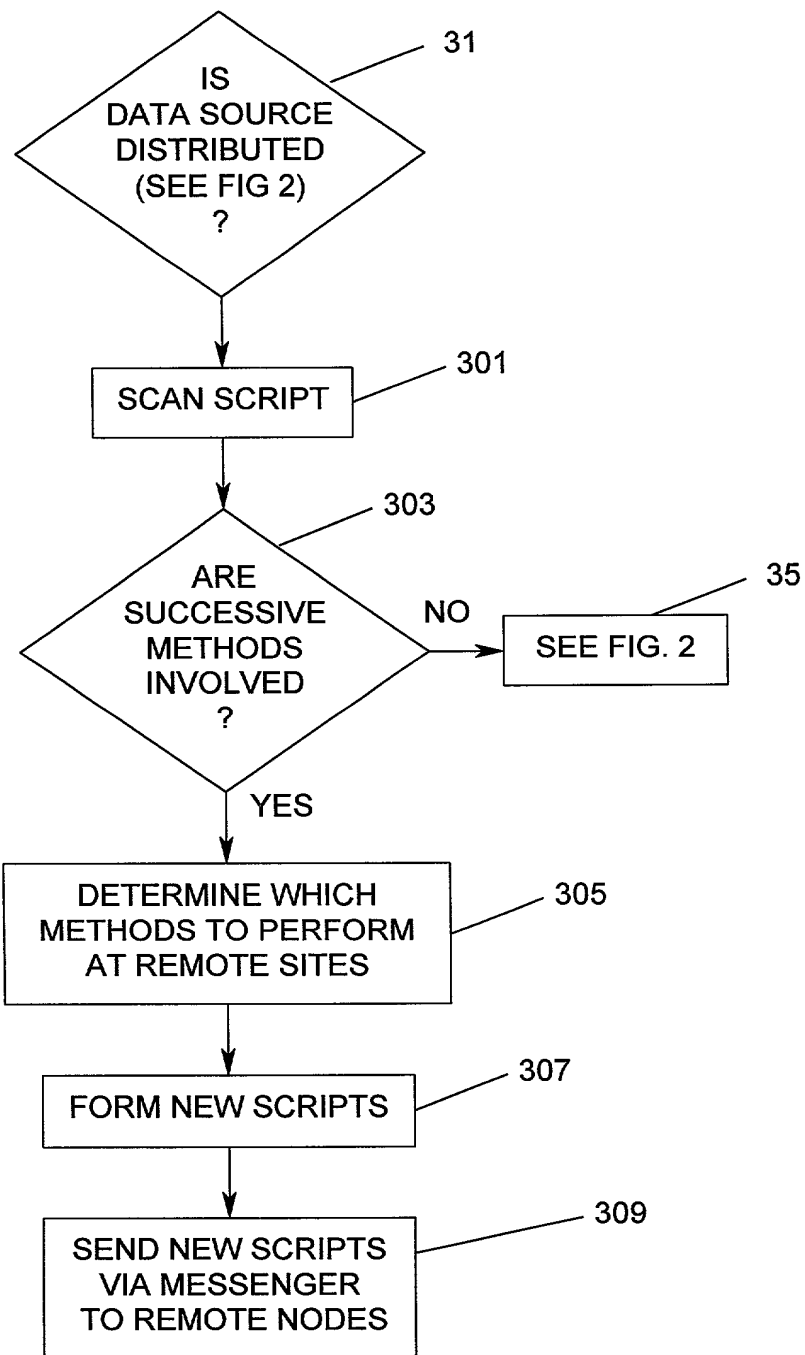 31
IS
DATA SOURCE
DISTRIBUTED
(SEE FIG 2)
?
301
SCAN SCRIPT
303
ARE
SUCCESSIVE
METHODS
INVOLVED
?
NO
35
SEE FIG. 2
YES
305
DETERMINE WHICH
METHODS TO PERFORM
AT REMOTE SITES
307
FORM NEW SCRIPTS
309
SEND NEW SCRIPTS
VIA MESSENGER
TO REMOTE NODES